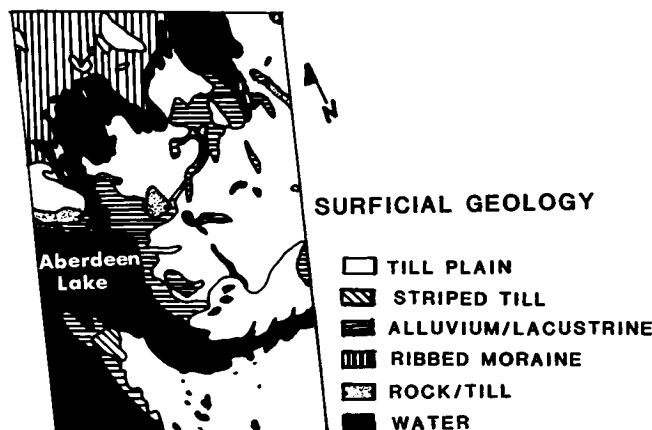 N
SURFICIAL GEOLOGY
Aberdeen
Lake
TILL PLAIN
STRIPED TILL
ALLUVIUM/LACUSTRINE
RIBBED MORAINE
ROCK/TILL
WATER